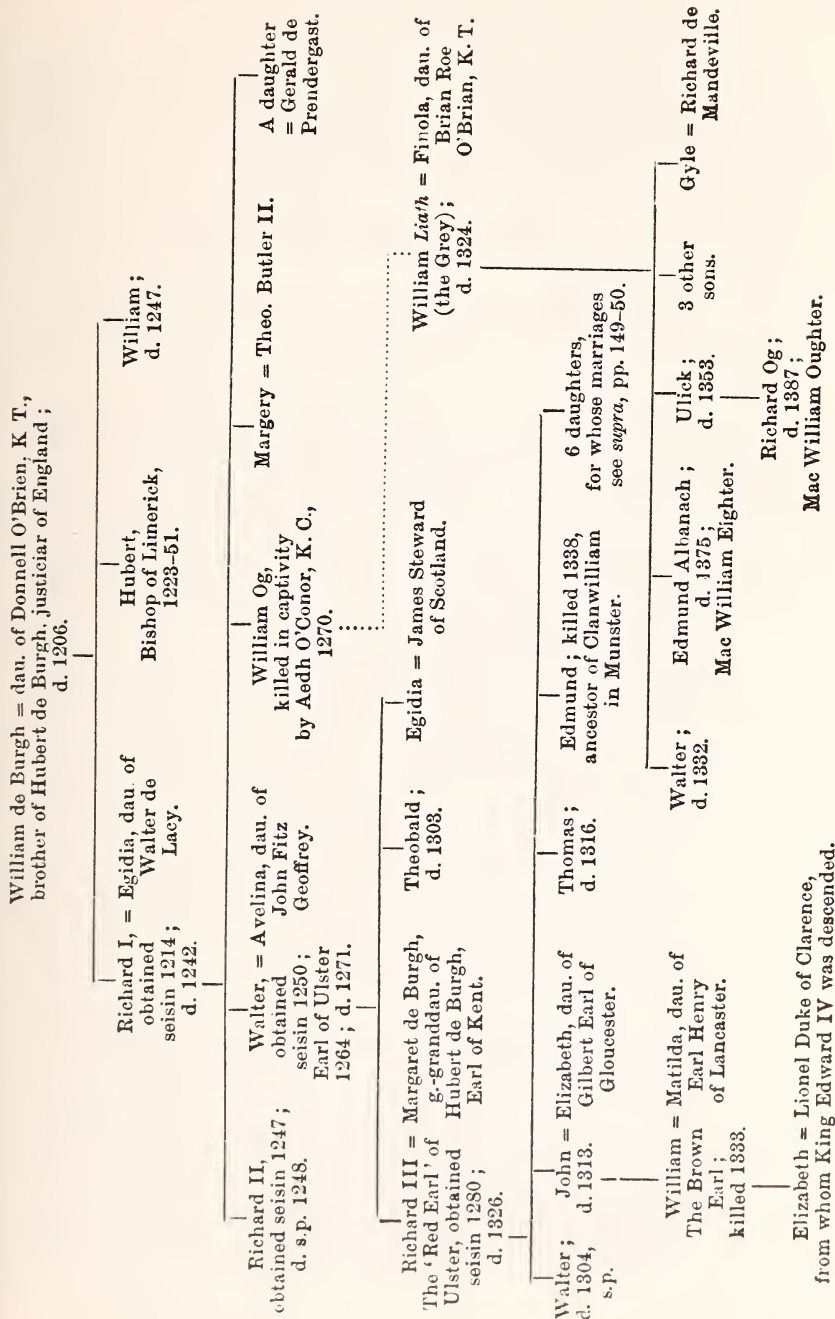 William de Burgh = dau. of Donnell O'Brien, K T.,
brother of Hubert de Burgh, justiciar of England;
d. 1206.
Richard I, = Egidia, dau. of
obtained Walter de
seisin 1214; Lacy.
d. 1242.
Hubert,
Bishop of Limerick,
1223–51.
William;
d. 1247.
Richard II,
obtained seisin 1247;
d. s.p. 1248.
Walter, = Avelina, dau. of
obtained John Fitz
seisin 1250; Geoffrey.
Earl of Ulster
1264; d. 1271.
William Og,
killed in captivity
by Aedh O'Conor, K. C.,
1270.
Margery = Theo. Butler II.
A daughter
= Gerald de
Prendergast.
Richard III = Margaret de Burgh,
The 'Red Earl' of g.-granddau. of
Ulster, obtained Hubert de Burgh,
seisin 1280; Earl of Kent.
d. 1326.
Theobald;
d. 1303.
Egidia = James Steward
of Scotland.
William Liath = Finola, dau. of
(the Grey); Brian Roe
d. 1324. O'Brian, K. T.
Walter;
d. 1304,
s.p.
John = Elizabeth, dau. of
d. 1313. Gilbert Earl of
Gloucester.
Thomas;
d. 1316.
Edmund; killed 1338,
ancestor of Clanwilliam
in Munster.
6 daughters,
for whose marriages
see supra, pp. 149–50.
William = Matilda, dau. of
The Brown Earl Henry
Earl; of Lancaster.
killed 1333.
Walter;
d. 1332.
Edmund Albanach;
d. 1375;
Mac William Eighter.
Ulick;
d. 1353.
3 other
sons.
Gyle = Richard de
Mandeville.
Elizabeth = Lionel Duke of Clarence,
from whom King Edward IV was descended.
Richard Og;
d. 1387;
Mac William Oughter.